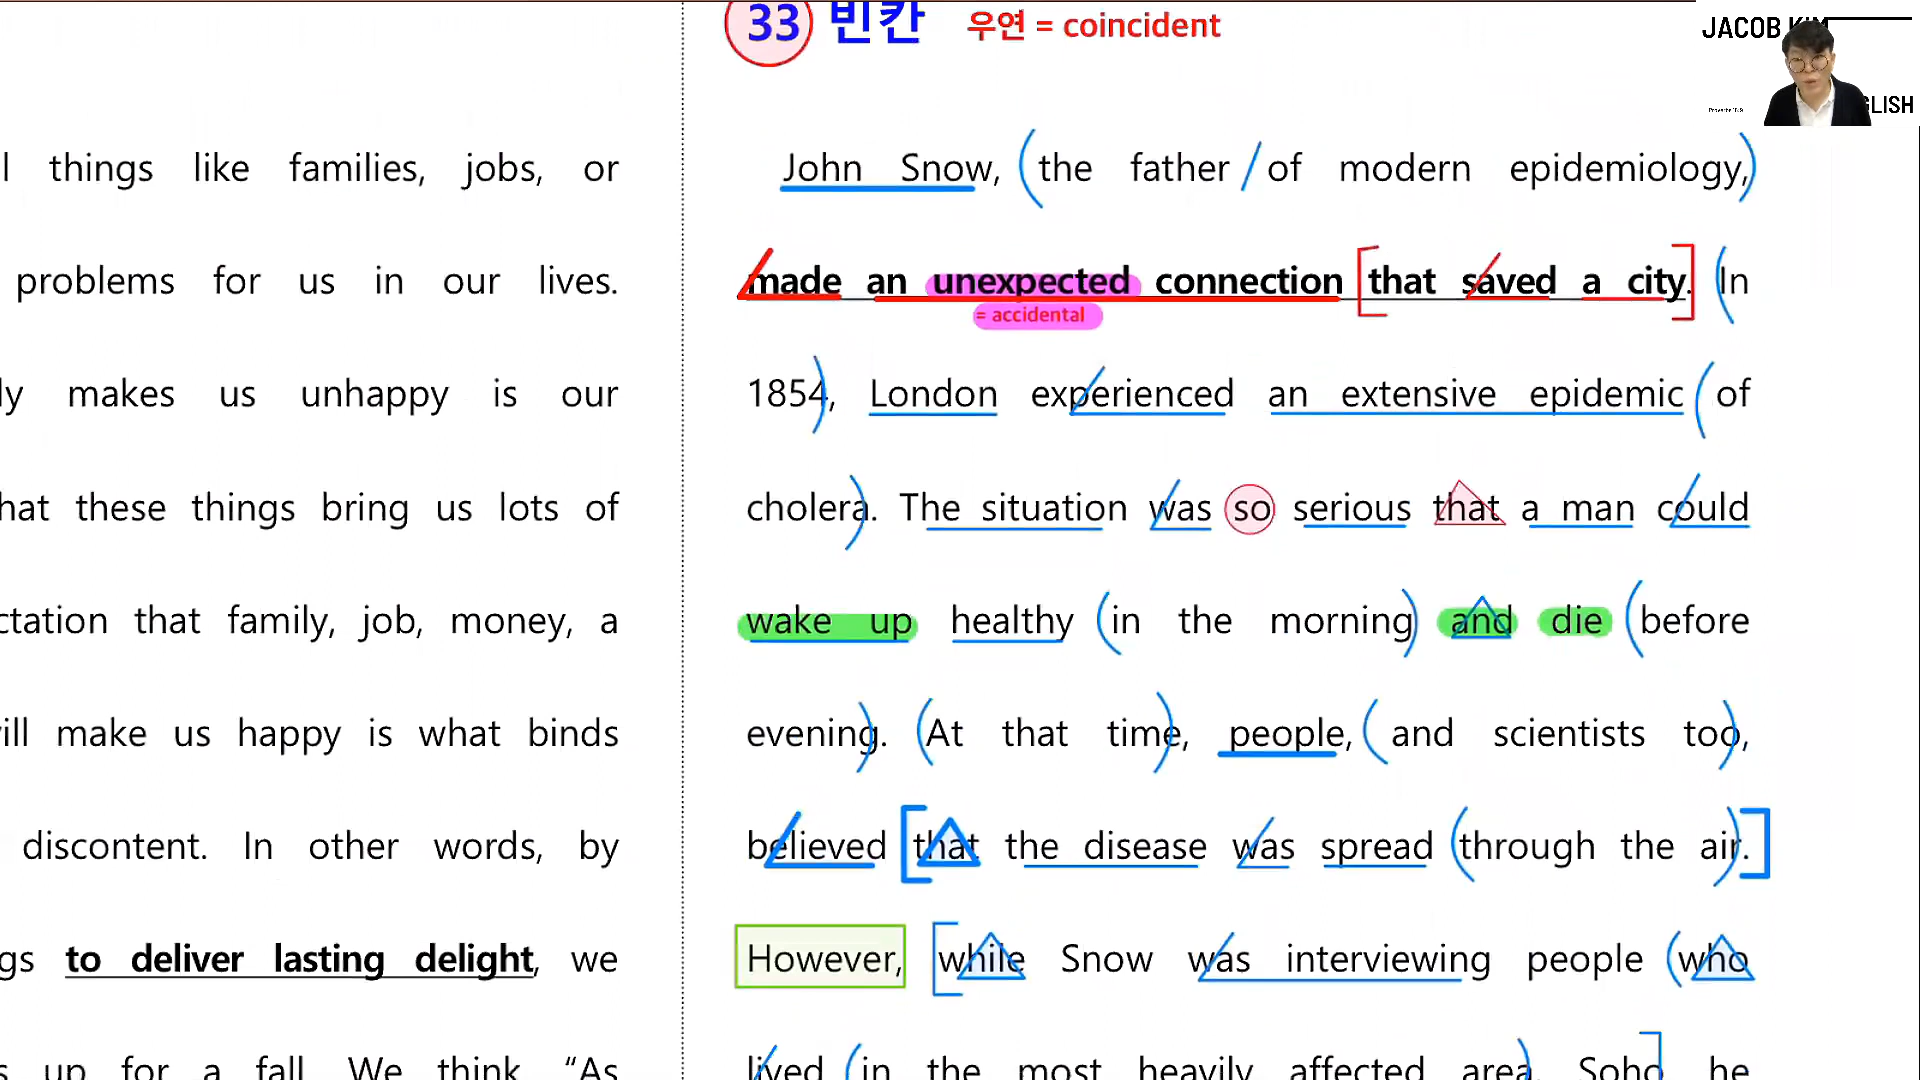 33 빈칸 우연 = coincident
JACOB KIM
GLISH
things like families, jobs, or
problems for us in our lives.
makes us unhappy is our
these things bring us lots of
that family, job, money, a
make us happy is what binds
discontent. In other words, by
to deliver lasting delight, we
up for a fall. We think, “As
John Snow, (the father / of modern epidemiology,)
made an unexpected connection [that saved a city.] (In
= accidental
1854), London experienced an extensive epidemic (of
cholera). The situation was so serious that a man could
wake up healthy (in the morning) and die (before
evening). (At that time), people, (and scientists too),
believed [that the disease was spread (through the air).]
However, [while Snow was interviewing people (who
lived (in the most heavily affected area), Soho] he